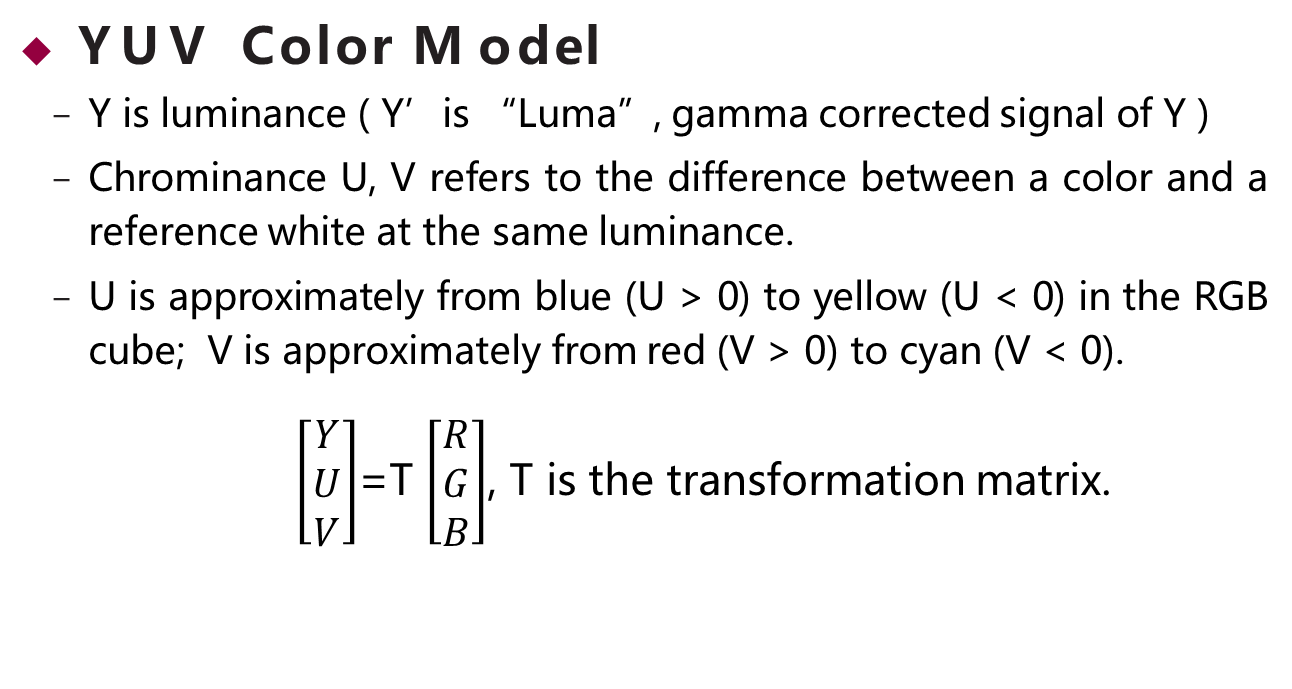 ◆ YUV Color Model
– Y is luminance ( Y’ is “Luma”, gamma corrected signal of Y )
– Chrominance U, V refers to the difference between a color and a
reference white at the same luminance.
– U is approximately from blue (U > 0) to yellow (U < 0) in the RGB
cube; V is approximately from red (V > 0) to cyan (V < 0).
[Y U V] =T [R G B], T is the transformation matrix.